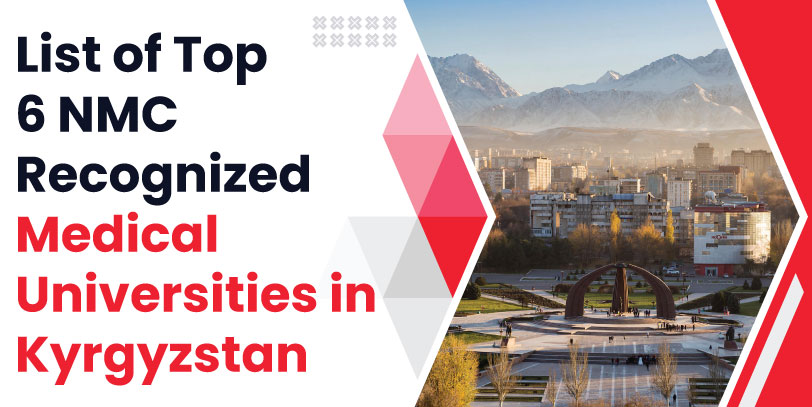 List of Top
6 NMC
Recognized
Medical
Universities in
Kyrgyzstan